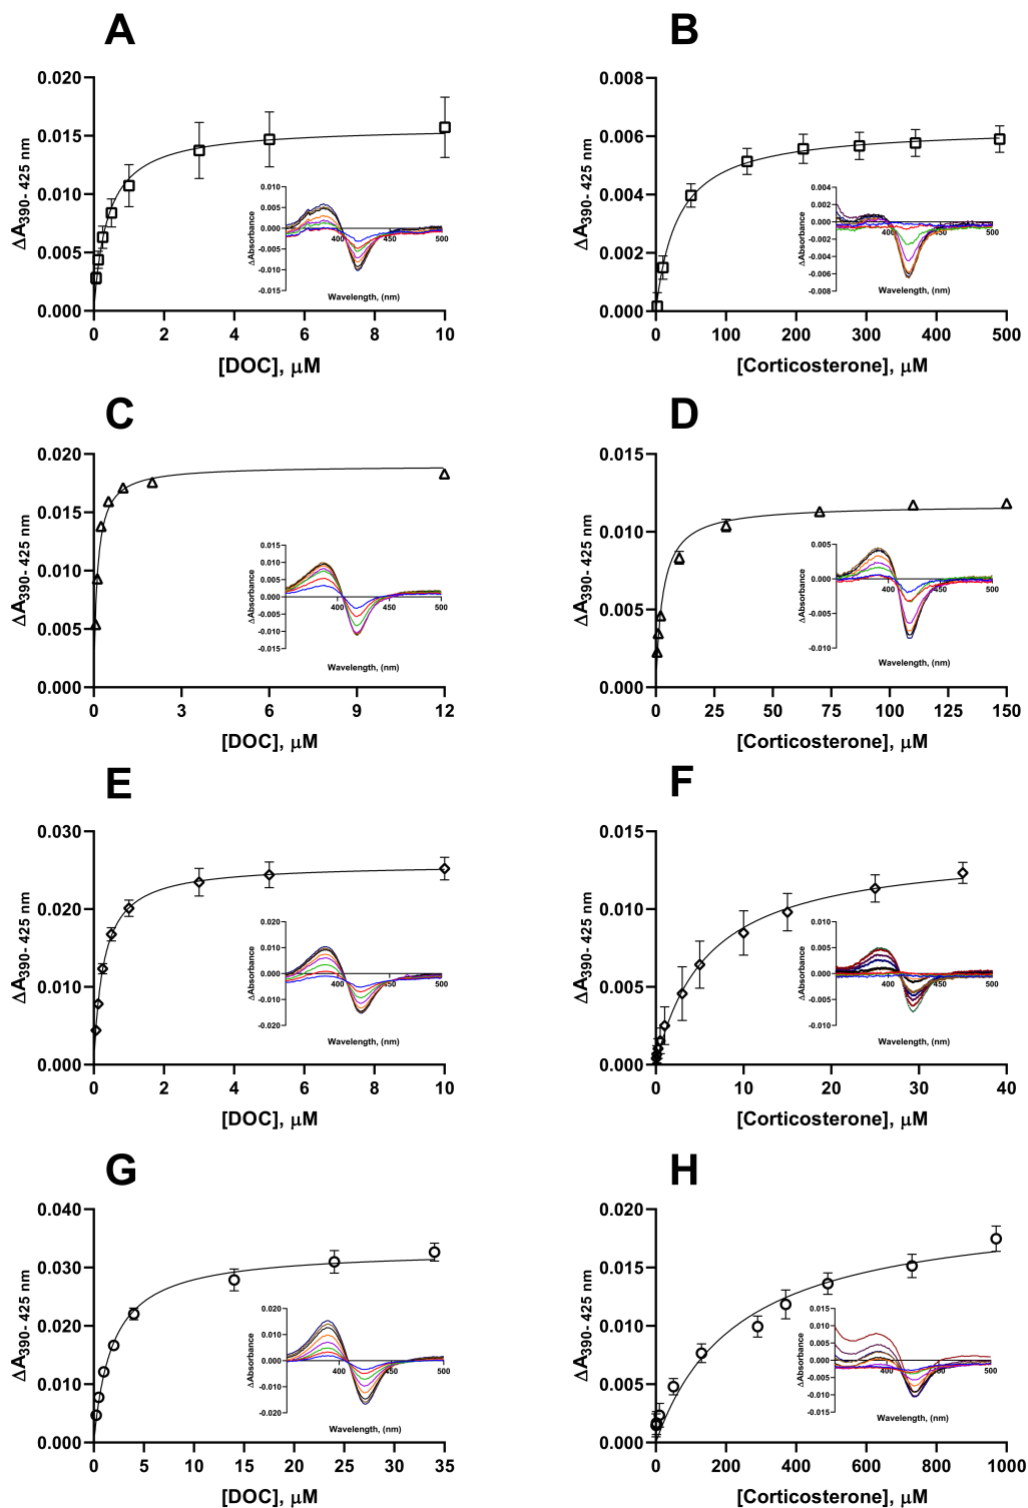 A
0.020
0.015
0.010
0.005
0.000
ΔA390- 425 nm
0 2 4 6 8 10
[DOC], μM
0.010
0.005
0.000
-0.005
-0.010
-0.015
ΔAbsorbance
400 450 500
Wavelength, (nm)
B
0.008
0.006
0.004
0.002
0.000
ΔA390- 425 nm
0 100 200 300 400 500
[Corticosterone], μM
0.004
0.002
0.000
-0.002
-0.004
-0.006
-0.008
ΔAbsorbance
400 450 500
Wavelength, (nm)
C
0.020
0.015
0.010
0.005
0.000
ΔA390- 425 nm
0 3 6 9 12
[DOC], μM
0.015
0.010
0.005
0.000
-0.005
-0.010
-0.015
ΔAbsorbance
400 450 500
Wavelength, (nm)
D
0.015
0.010
0.005
0.000
ΔA390- 425 nm
0 25 50 75 100 125 150
[Corticosterone], μM
0.005
0.000
-0.005
-0.010
ΔAbsorbance
400 450 500
Wavelength, (nm)
E
0.030
0.020
0.010
0.000
ΔA390- 425 nm
0 2 4 6 8 10
[DOC], μM
0.020
0.010
0.000
-0.010
-0.020
ΔAbsorbance
400 450 500
Wavelength, (nm)
F
0.015
0.010
0.005
0.000
ΔA390- 425 nm
0 10 20 30 40
[Corticosterone], μM
0.010
0.005
0.000
-0.005
-0.010
ΔAbsorbance
400 450 500
Wavelength, (nm)
G
0.040
0.030
0.020
0.010
0.000
ΔA390- 425 nm
0 5 10 15 20 25 30 35
[DOC], μM
0.020
0.010
0.000
-0.010
-0.020
ΔAbsorbance
400 450 500
Wavelength, (nm)
H
0.020
0.015
0.010
0.005
0.000
ΔA390- 425 nm
0 200 400 600 800 1000
[Corticosterone], μM
0.015
0.010
0.005
0.000
-0.005
-0.010
-0.015
ΔAbsorbance
400 450 500
Wavelength, (nm)